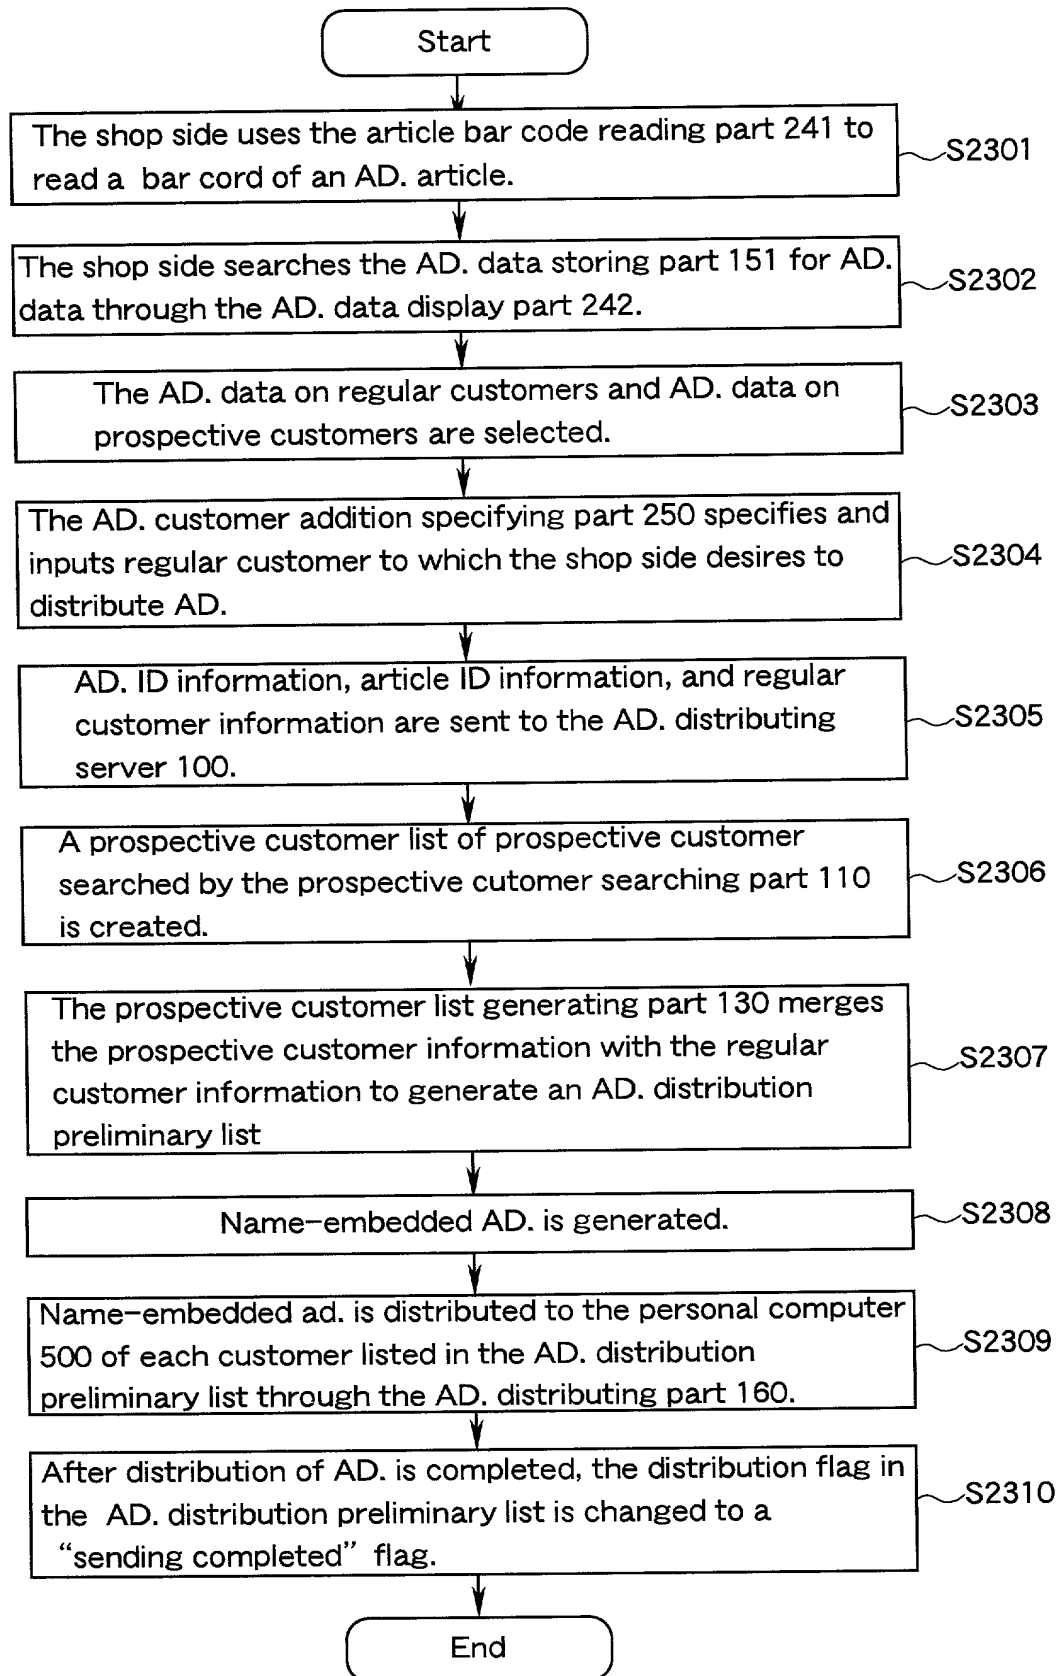 Start
The shop side uses the article bar code reading part 241 to
read a bar cord of an AD. article.
S2301
The shop side searches the AD. data storing part 151 for AD.
data through the AD. data display part 242.
S2302
The AD. data on regular customers and AD. data on
prospective customers are selected.
S2303
The AD. customer addition specifying part 250 specifies and
inputs regular customer to which the shop side desires to
distribute AD.
S2304
AD. ID information, article ID information, and regular
customer information are sent to the AD. distributing
server 100.
S2305
A prospective customer list of prospective customer
searched by the prospective cutomer searching part 110
is created.
S2306
The prospective customer list generating part 130 merges
the prospective customer information with the regular
customer information to generate an AD. distribution
preliminary list
S2307
Name-embedded AD. is generated.
S2308
Name-embedded ad. is distributed to the personal computer
500 of each customer listed in the AD. distribution
preliminary list through the AD. distributing part 160.
S2309
After distribution of AD. is completed, the distribution flag in
the AD. distribution preliminary list is changed to a
“sending completed” flag.
S2310
End